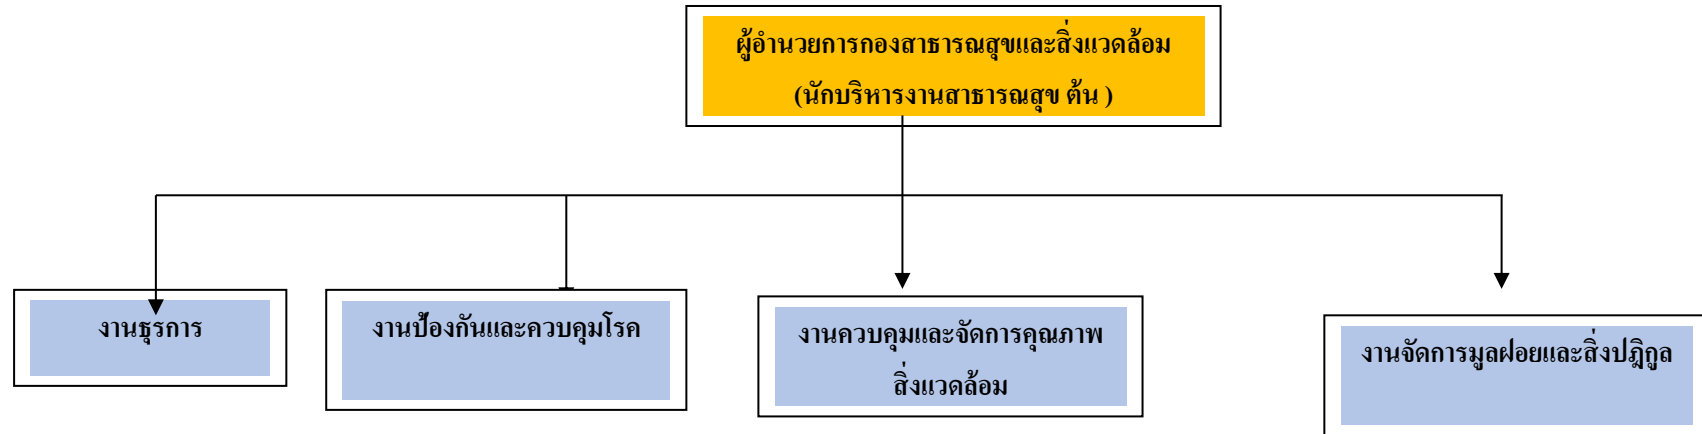 ผู้อำนวยการกองสาธารณสุขและสิ่งแวดล้อม
(นักบริหารงานสาธารณสุข ต้น )
งานธุรการ
งานป้องกันและควบคุมโรค
งานควบคุมและจัดการคุณภาพ
สิ่งแวดล้อม
งานจัดการมูลฝอยและสิ่งปฎิกูล